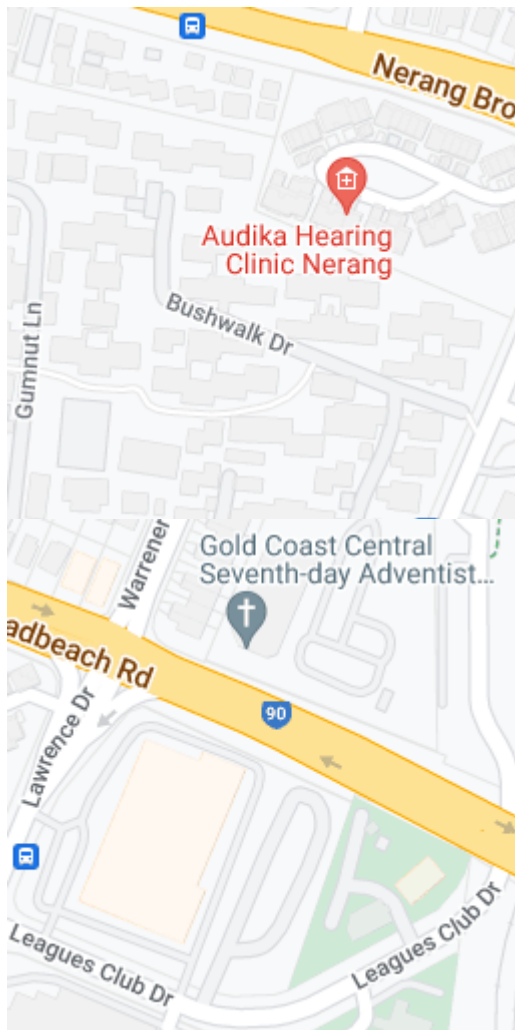 Nerang Bro
Audika Hearing
Clinic Nerang
Bushwalk Dr
Gumnut Ln
Warrener
Gold Coast Central
Seventh-day Adventist...
adbeach Rd
90
Lawrence Dr
Leagues Club Dr
Leagues Club Dr